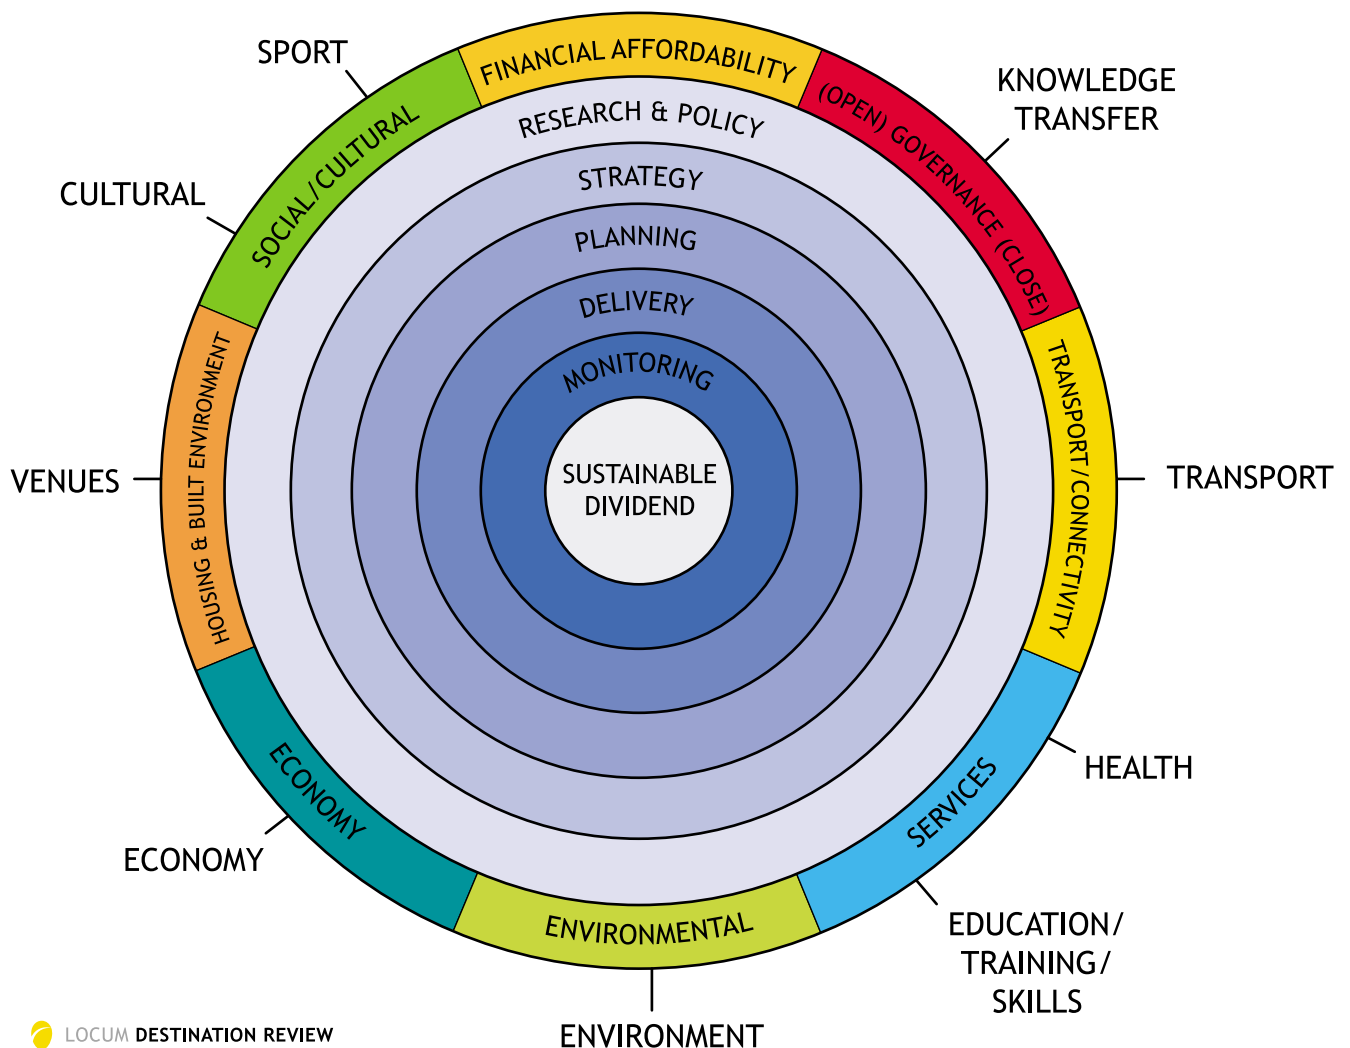 SPORT
FINANCIAL AFFORDABILITY
KNOWLEDGE
TRANSFER
(OPEN) GOVERNANCE (CLOSE)
SOCIAL/CULTURAL
CULTURAL
RESEARCH & POLICY
STRATEGY
PLANNING
DELIVERY
MONITORING
SUSTAINABLE
DIVIDEND
HOUSING & BUILT ENVIRONMENT
VENUES
TRANSPORT/CONNECTIVITY
TRANSPORT
HEALTH
SERVICES
ECONOMY
ECONOMY
ENVIRONMENTAL
EDUCATION/
TRAINING/
SKILLS
ENVIRONMENT
LOCUM DESTINATION REVIEW